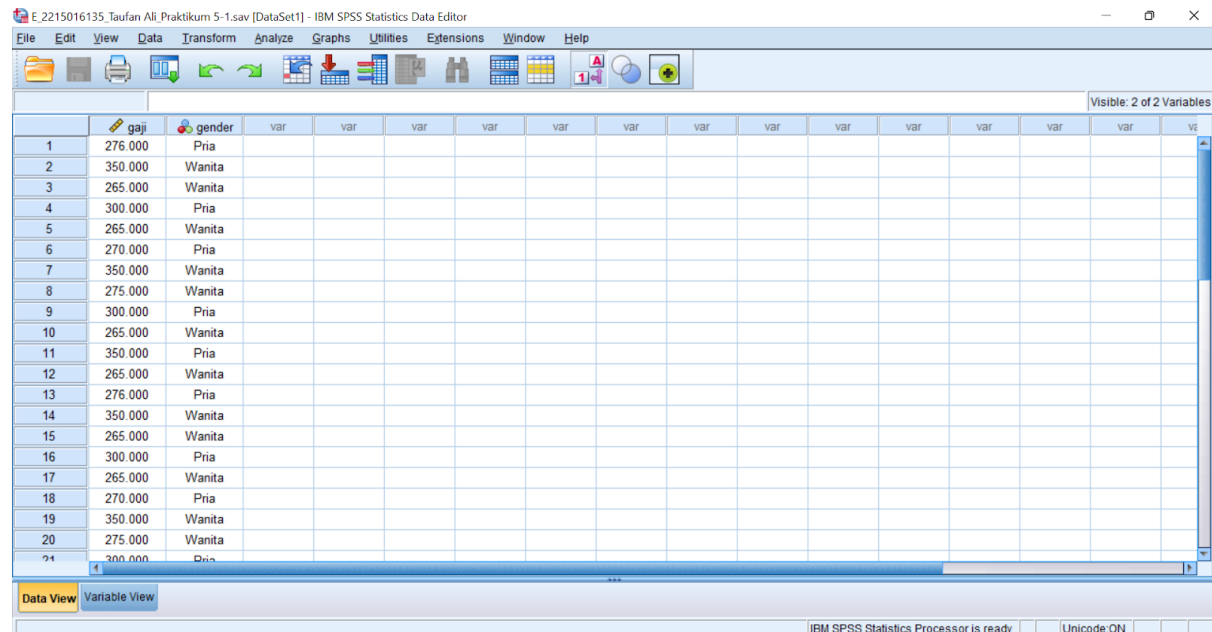 E_2215016135_Taufan Ali_Praktikum 5-1.sav [DataSet1] - IBM SPSS Statistics Data Editor
File Edit View Data Transform Analyze Graphs Utilities Extensions Window Help
Visible: 2 of 2 Variables
gaji gender var var var var var var var var var var var var var va
1 276.000 Pria
2 350.000 Wanita
3 265.000 Wanita
4 300.000 Pria
5 265.000 Wanita
6 270.000 Pria
7 350.000 Wanita
8 275.000 Wanita
9 300.000 Pria
10 265.000 Wanita
11 350.000 Pria
12 265.000 Wanita
13 276.000 Pria
14 350.000 Wanita
15 265.000 Wanita
16 300.000 Pria
17 265.000 Wanita
18 270.000 Pria
19 350.000 Wanita
20 275.000 Wanita
21 300.000 Pria
Data View Variable View
IBM SPSS Statistics Processor is ready Unicode:ON